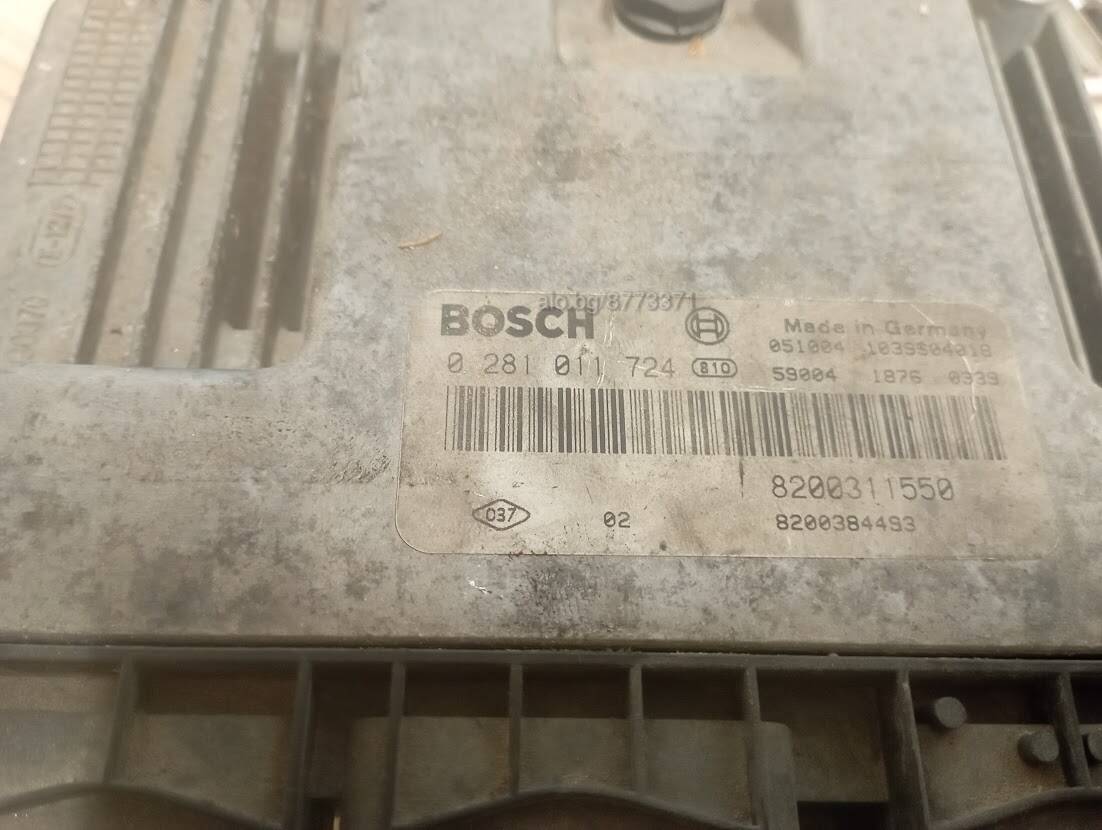 alo.bg/8773371
BOSCH
Made in Germany
0 281 011 724 810
051004 1039S04018
59004 1876 0339
8200311550
037 02
8200384493